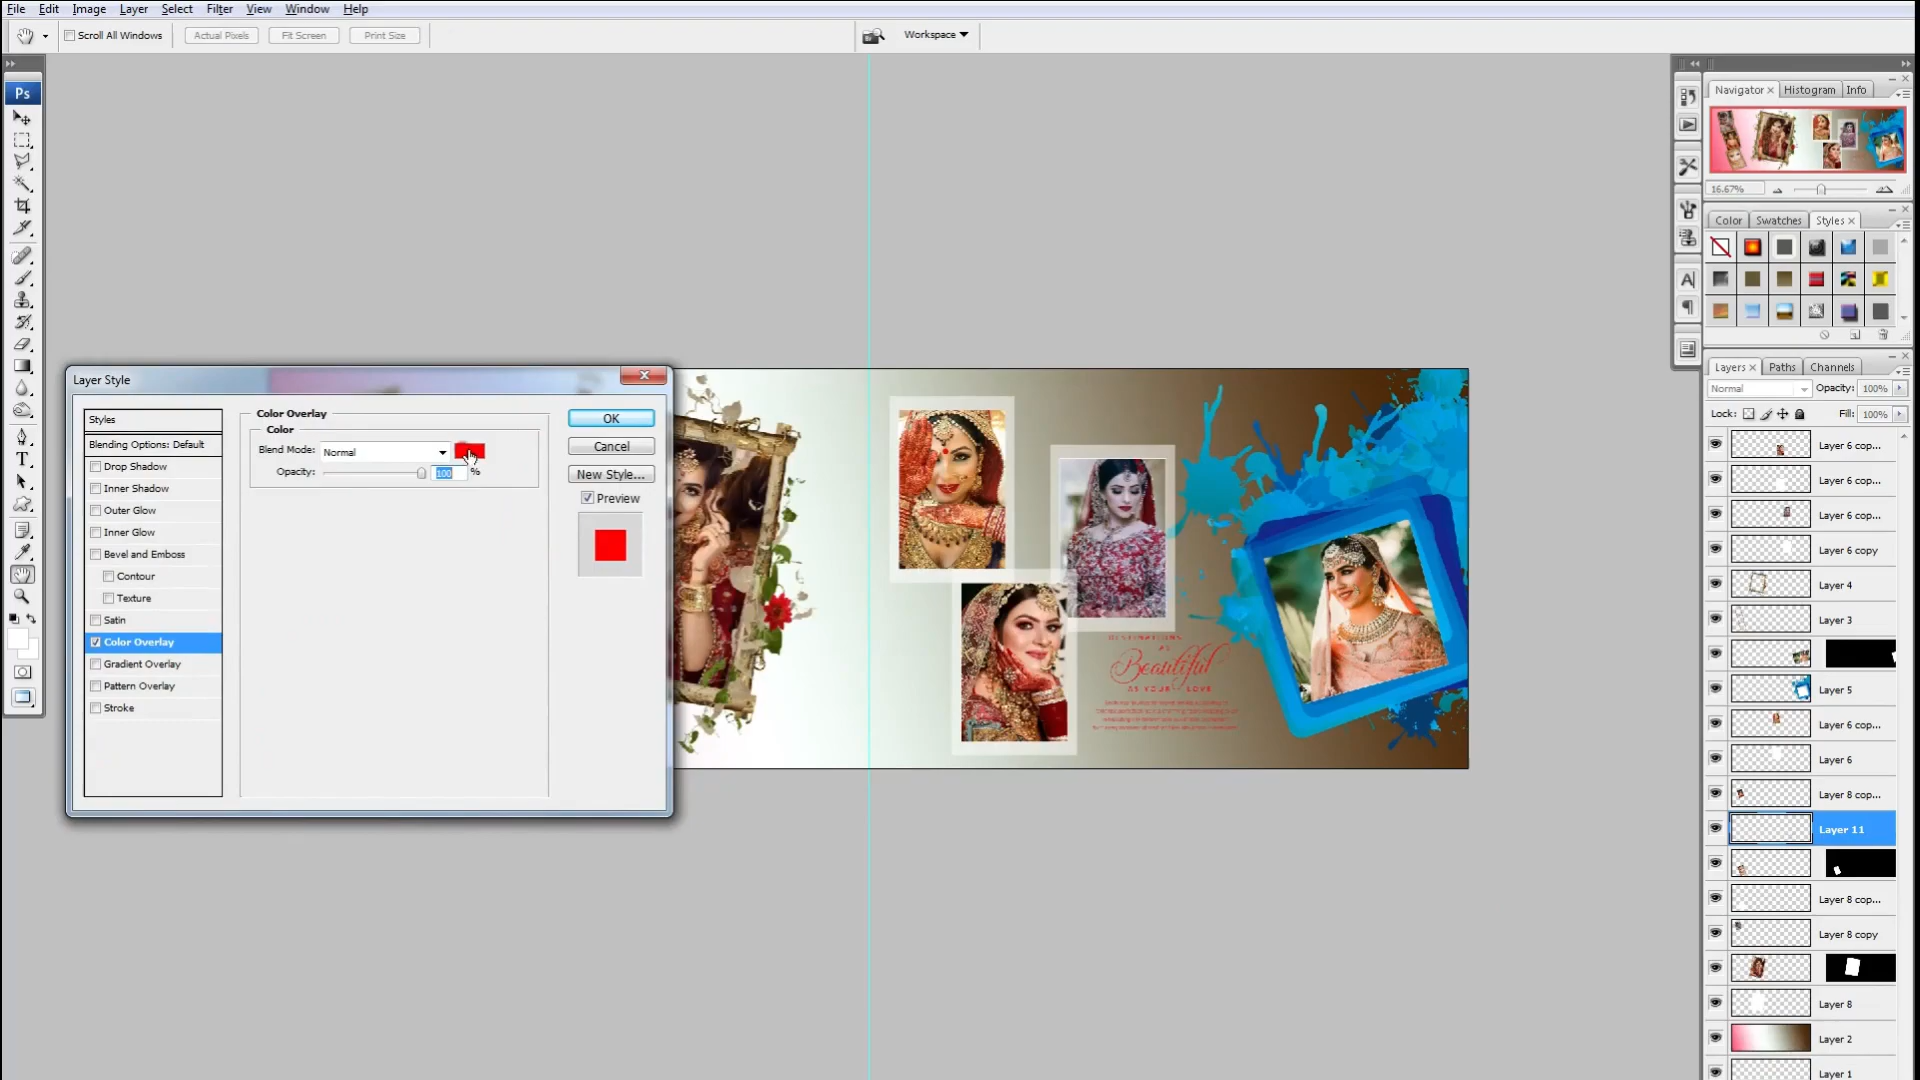 File Edit Image Layer Select Filter View Window Help
Scroll All Windows Actual Pixels Fit Screen Print Size Workspace
Ps
Navigator Histogram Info
16.67%
Color Swatches Styles
Layers Paths Channels
Normal Opacity: 100%
Lock: Fill: 100%
Layer 6 cop...
Layer 6 cop...
Layer 6 cop...
Layer 6 copy
Layer 4
Layer 3
Layer 5
Layer 6 cop...
Layer 6
Layer 8 cop...
Layer 11
Layer 8 cop...
Layer 8 copy
Layer 8
Layer 2
Layer 1
Layer Style
Styles
Blending Options: Default
Drop Shadow
Inner Shadow
Outer Glow
Inner Glow
Bevel and Emboss
Contour
Texture
Satin
Color Overlay
Gradient Overlay
Pattern Overlay
Stroke
Color Overlay
Color
Blend Mode: Normal
Opacity: 100 %
OK
Cancel
New Style...
Preview
Beautiful
AS YOUR LOVE